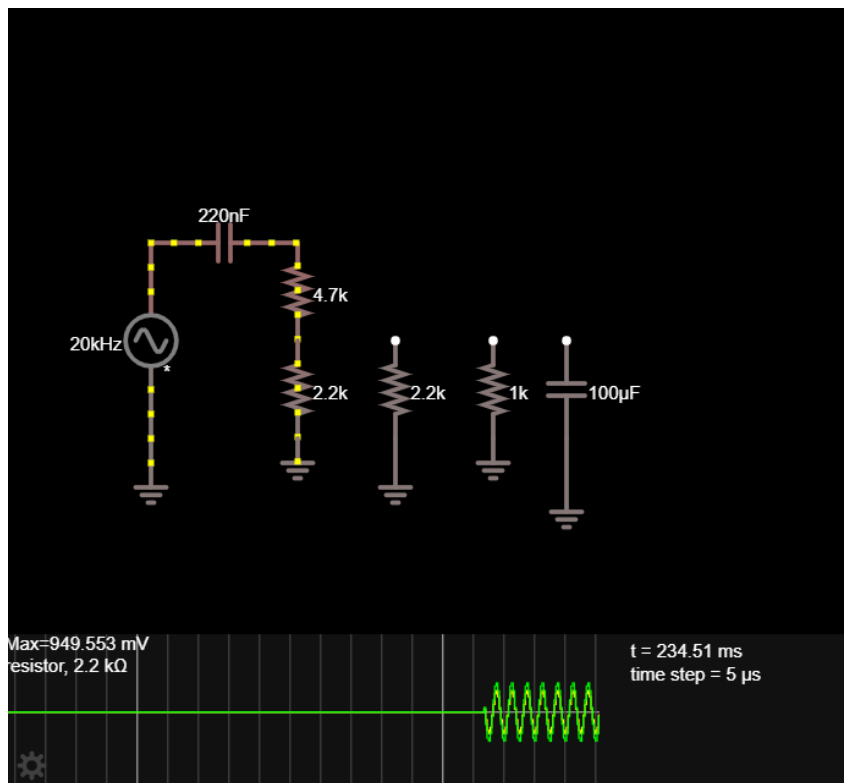 220nF
4.7k
20kHz
*
2.2k
2.2k
1k
100µF
Max=949.553 mV
resistor, 2.2 kΩ
t = 234.51 ms
time step = 5 µs